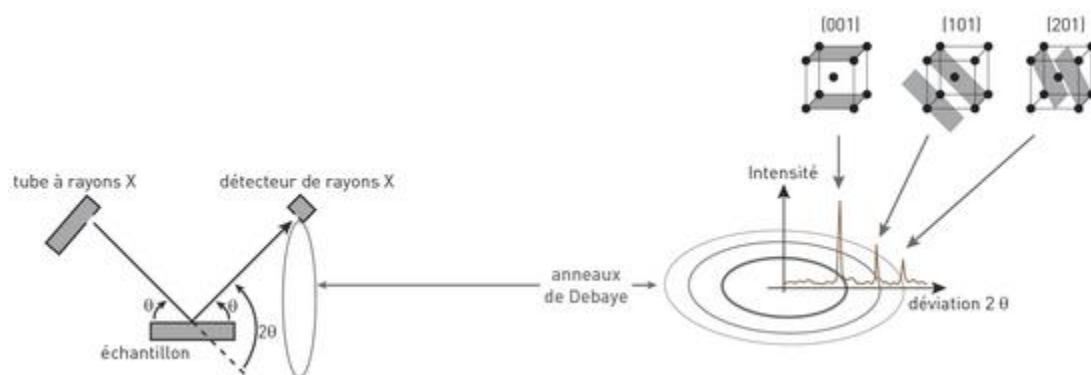 [001] [101] [201]
tube à rayons X
détecteur de rayons X
θ θ
2θ
échantillon
anneaux
de Debaye
Intensité
déviation 2 θ